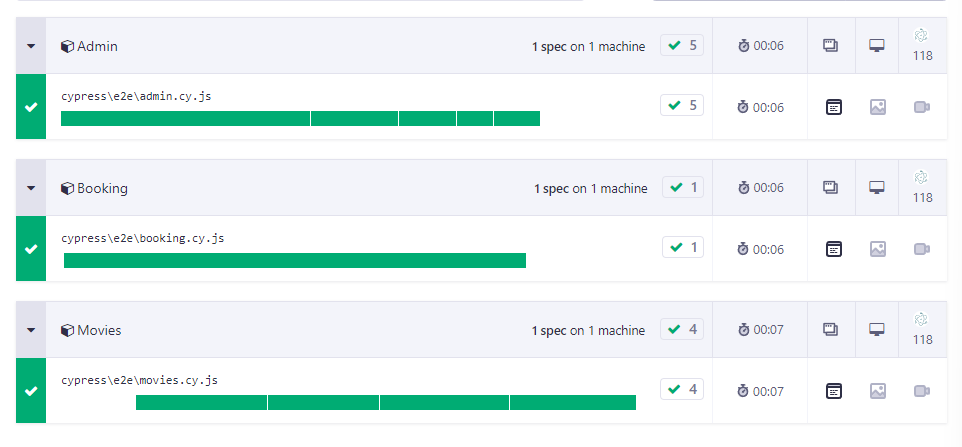 Admin 1 spec on 1 machine 5 00:06 118
cypress\e2e\admin.cy.js 5 00:06
Booking 1 spec on 1 machine 1 00:06 118
cypress\e2e\booking.cy.js 1 00:06
Movies 1 spec on 1 machine 4 00:07 118
cypress\e2e\movies.cy.js 4 00:07